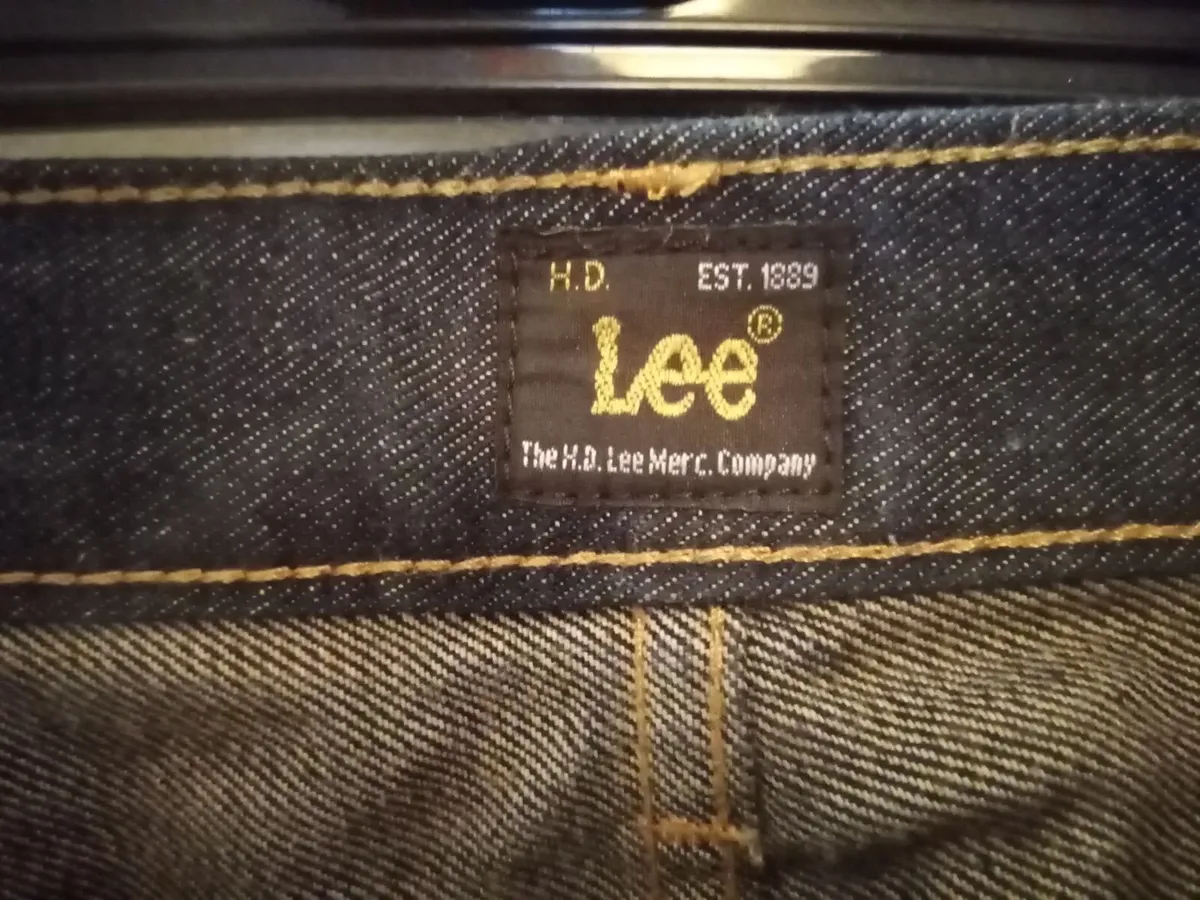 H.D. EST. 1889
Lee®
The H.D. Lee Merc. Company